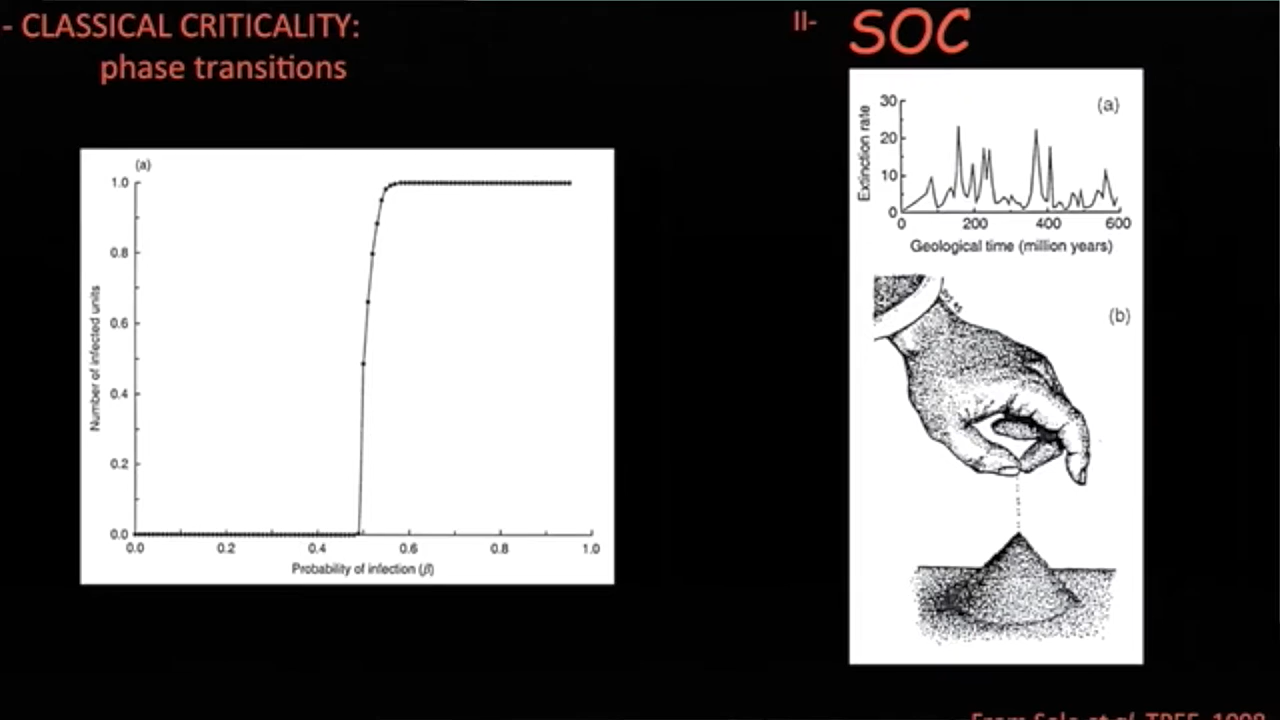 - CLASSICAL CRITICALITY:
phase transitions
(a)
1.0
0.8
0.6
0.4
0.2
0.0
Number of infected units
0.0 0.2 0.4 0.6 0.8 1.0
Probability of infection (β)
II- SOC
(a)
30
20
10
0
Extinction rate
0 200 400 600
Geological time (million years)
(b)